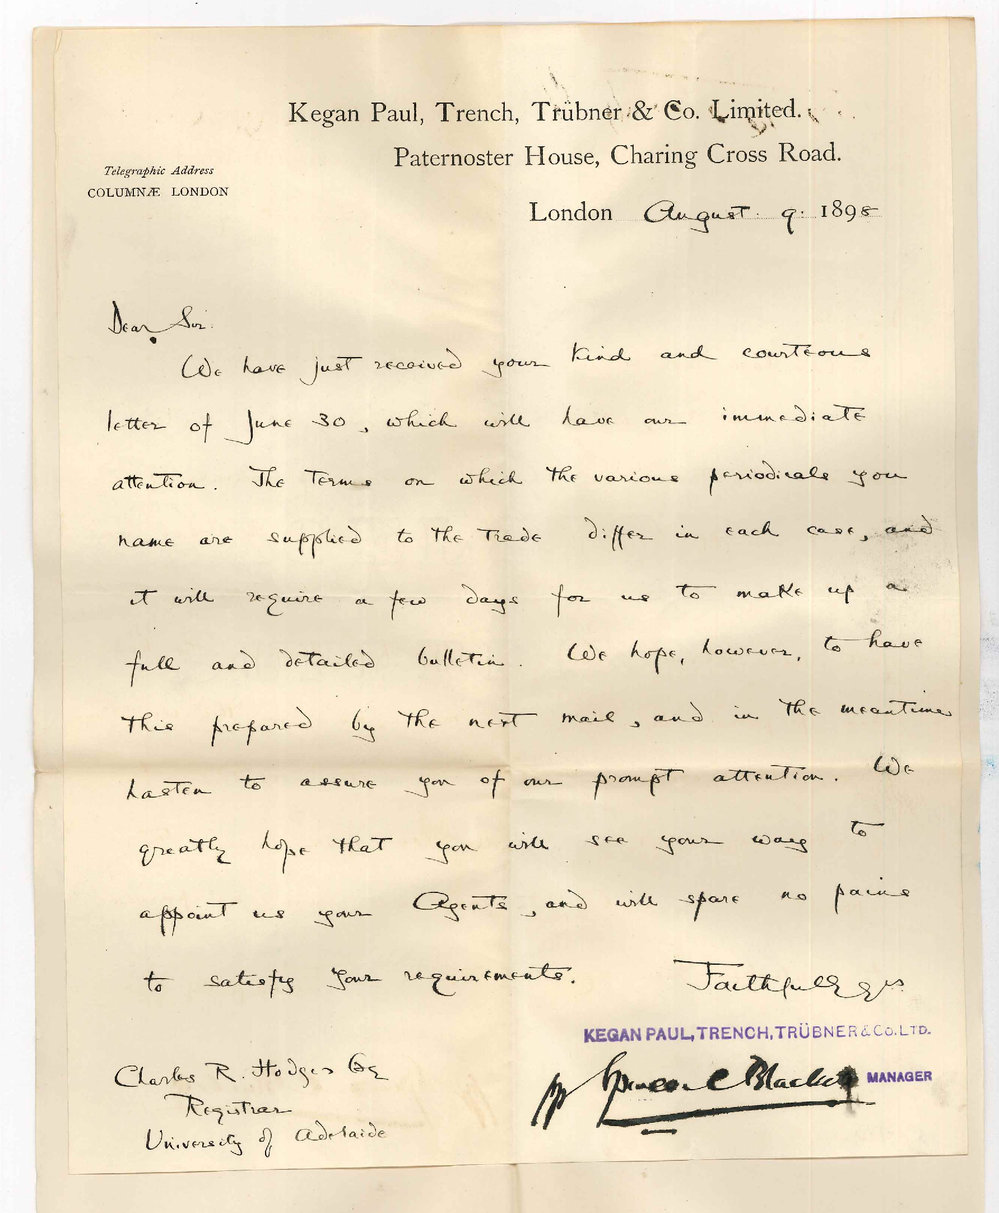 Kegan Paul, Trench, Trübner & Co. Limited.
Paternoster House, Charing Cross Road.
Telegraphic Address
COLUMNÆ LONDON
London August 9. 1898
Dear Sir.
We have just received your kind and courteous
letter of June 30, which will have our immediate
attention. The terms on which the various periodicals you
name are supplied to the trade differ in each case, and
it will require a few days for us to make up a
full and detailed bulletin. We hope, however, to have
this prepared by the next mail, and in the meantime
hasten to assure you of our prompt attention. We
greatly hope that you will see your way to
appoint us your Agents, and will spare no pains
to satisfy your requirements.
Faithfully yrs.
KEGAN PAUL, TRENCH, TRÜBNER & CO. LTD.
pp Spencer C Blackett MANAGER
Charles R. Hodges Esq
Registrar
University of Adelaide